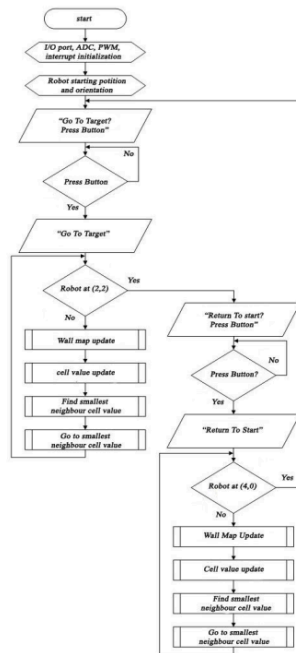 start
I/O port, ADC, PWM,
interrupt initialization
Robot starting potition
and orientation
"Go To Target?
Press Button"
No
Press Button
Yes
"Go To Target"
Robot at (2,2)
Yes
No
Wall map update
cell value update
Find smallest
neighbour cell value
Go to smallest
neighbour cell value
"Return To start?
Press Button"
No
Press Button?
Yes
"Return To Start"
Robot at (4,0)
Yes
No
Wall Map Update
Cell value update
Find smallest
neighbour cell value
Go to smallest
neighbour cell value